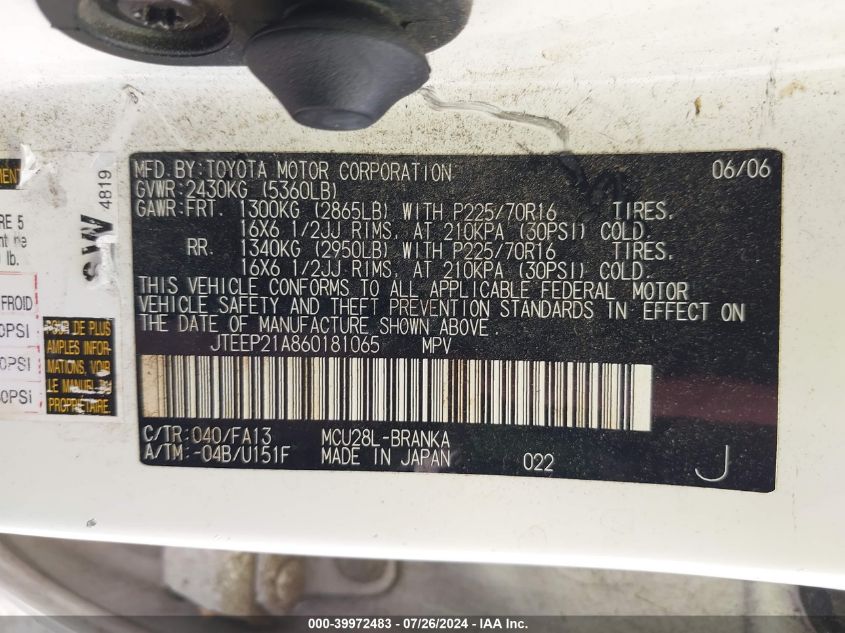 MFD.BY:TOYOTA MOTOR CORPORATION 06/06
GVWR:2430KG (5360LB)
GAWR:FRT. 1300KG (2865LB) WITH P225/70R16 TIRES.
16X6 1/2JJ RIMS, AT 210KPA (30PSI) COLD.
RR. 1340KG (2950LB) WITH P225/70R16 TIRES.
16X6 1/2JJ RIMS, AT 210KPA (30PSI) COLD.
THIS VEHICLE CONFORMS TO ALL APPLICABLE FEDERAL MOTOR
VEHICLE SAFETY AND THEFT PREVENTION STANDARDS IN EFFECT ON
THE DATE OF MANUFACTURE SHOWN ABOVE.
JTEEP21A860181065 MPV
C/TR:040/FA13 MCU28L-BRANKA
A/TM:-04B/U151F MADE IN JAPAN 022 J
4819
RE 5
lb.
FROID
0PSI
PSI
0PSI
POUR DE PLUS
AMPLES INFOR-
MATIONS, VOIR
LE MANUEL DU
PROPRIÉTAIRE.
000-39972483 - 07/26/2024 - IAA Inc.